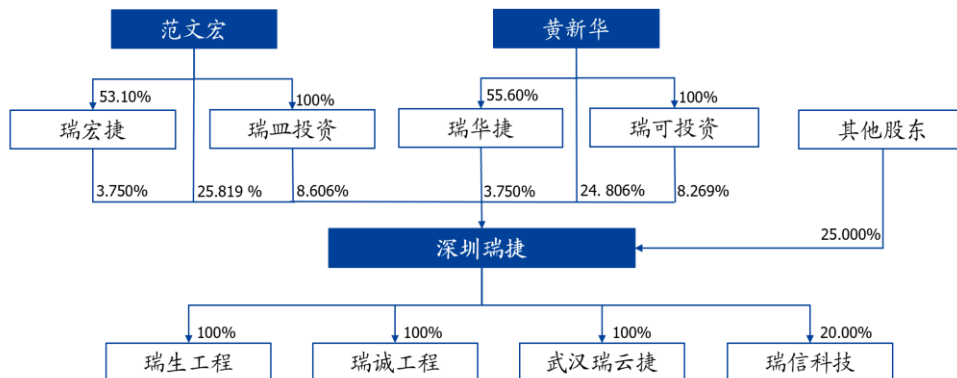 范文宏 黄新华
53.10% 100% 55.60% 100%
瑞宏捷 瑞皿投资 瑞华捷 瑞可投资 其他股东
3.750% 25.819 % 8.606% 3.750% 24. 806% 8.269%
25.000%
深圳瑞捷
100% 100% 100% 20.00%
瑞生工程 瑞诚工程 武汉瑞云捷 瑞信科技